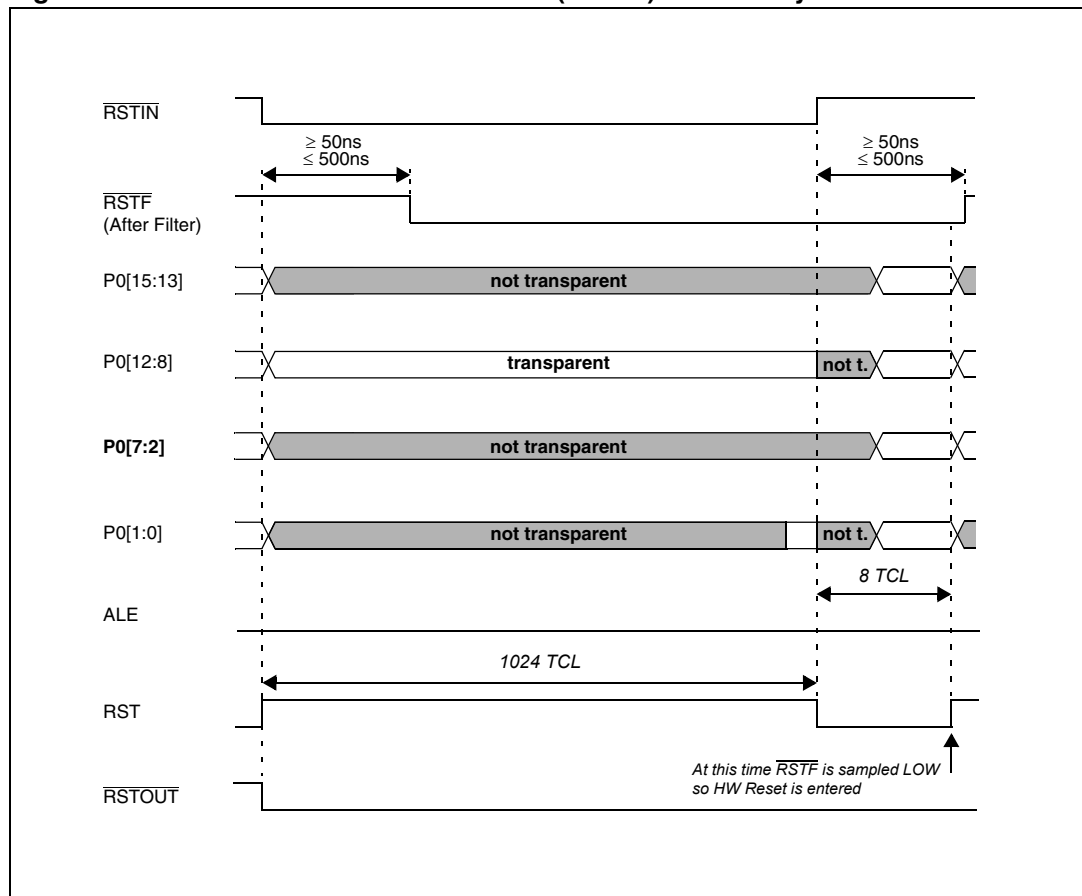 RSTIN
≥ 50ns
≤ 500ns
≥ 50ns
≤ 500ns
RSTF
(After Filter)
P0[15:13]
not transparent
P0[12:8]
transparent
not t.
P0[7:2]
not transparent
P0[1:0]
not transparent
not t.
8 TCL
ALE
1024 TCL
RST
At this time RSTF is sampled LOW
so HW Reset is entered
RSTOUT